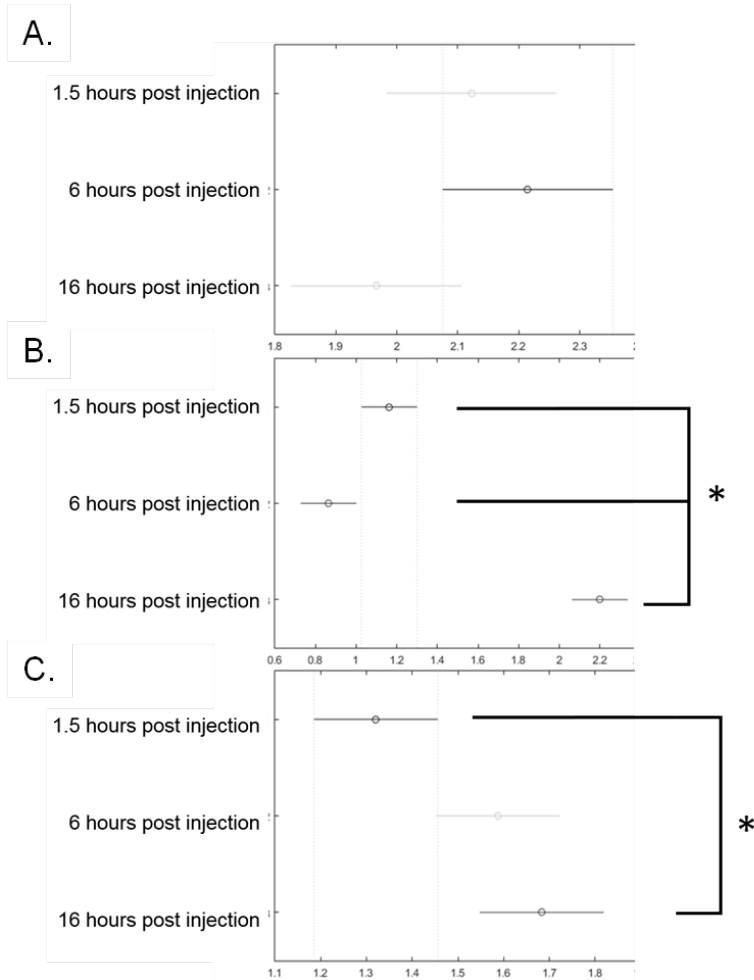 A.
1.5 hours post injection
6 hours post injection
16 hours post injection
1.8 1.9 2 2.1 2.2 2.3
B.
1.5 hours post injection
6 hours post injection
*
16 hours post injection
0.6 0.8 1 1.2 1.4 1.6 1.8 2 2.2
C.
1.5 hours post injection
6 hours post injection
*
16 hours post injection
1.1 1.2 1.3 1.4 1.5 1.6 1.7 1.8